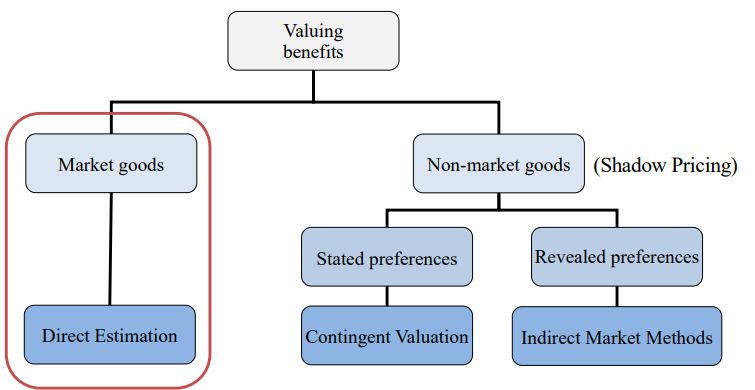 Valuing
benefits
Market goods
Non-market goods
(Shadow Pricing)
Stated preferences
Revealed preferences
Direct Estimation
Contingent Valuation
Indirect Market Methods